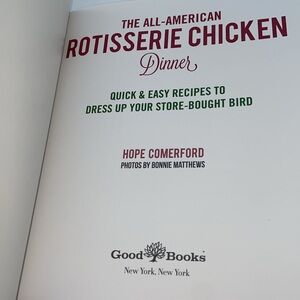 THE ALL-AMERICAN
ROTISSERIE CHICKEN
Dinner
QUICK & EASY RECIPES TO
DRESS UP YOUR STORE-BOUGHT BIRD
HOPE COMERFORD
PHOTOS BY BONNIE MATTHEWS
Good Books
New York, New York